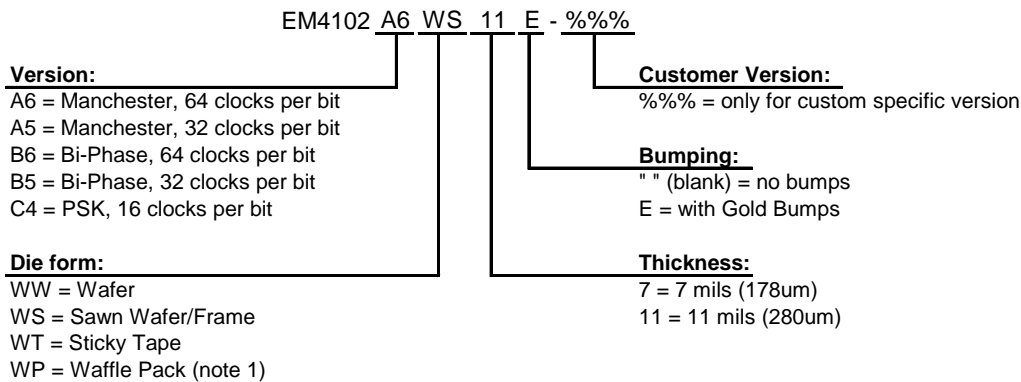 EM4102 A6 WS 11 E - %%%
Version:
A6 = Manchester, 64 clocks per bit
A5 = Manchester, 32 clocks per bit
B6 = Bi-Phase, 64 clocks per bit
B5 = Bi-Phase, 32 clocks per bit
C4 = PSK, 16 clocks per bit
Die form:
WW = Wafer
WS = Sawn Wafer/Frame
WT = Sticky Tape
WP = Waffle Pack (note 1)
Customer Version:
%%% = only for custom specific version
Bumping:
" " (blank) = no bumps
E = with Gold Bumps
Thickness:
7 = 7 mils (178um)
11 = 11 mils (280um)